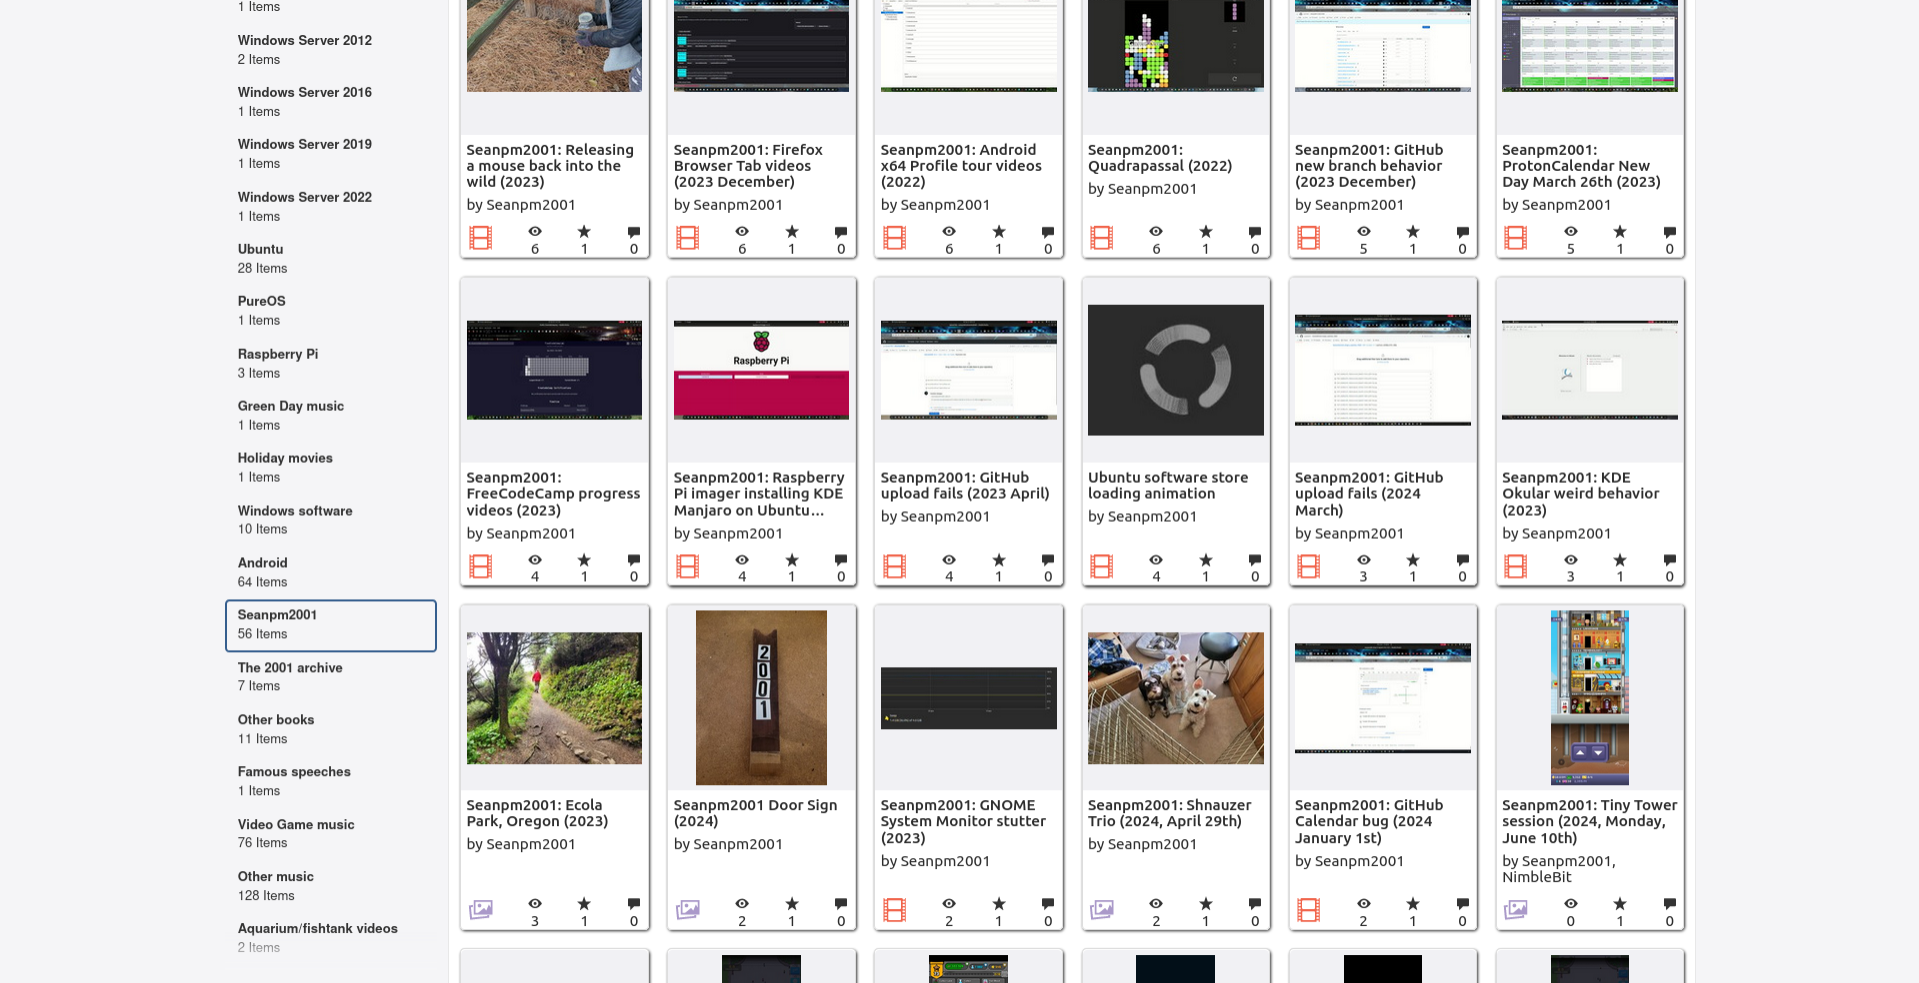 1 Items
Windows Server 2012
2 Items
Windows Server 2016
1 Items
Windows Server 2019
1 Items
Windows Server 2022
1 Items
Ubuntu
28 Items
PureOS
1 Items
Raspberry Pi
3 Items
Green Day music
1 Items
Holiday movies
1 Items
Windows software
10 Items
Android
64 Items
Seanpm2001
56 Items
The 2001 archive
7 Items
Other books
11 Items
Famous speeches
1 Items
Video Game music
76 Items
Other music
128 Items
Aquarium/fishtank videos
2 Items
Seanpm2001: Releasing
a mouse back into the
wild (2023)
by Seanpm2001
6 1 0
Seanpm2001: Firefox
Browser Tab videos
(2023 December)
by Seanpm2001
6 1 0
Seanpm2001: Android
x64 Profile tour videos
(2022)
by Seanpm2001
6 1 0
Seanpm2001:
Quadrapassal (2022)
by Seanpm2001
6 1 0
Seanpm2001: GitHub
new branch behavior
(2023 December)
by Seanpm2001
5 1 0
Seanpm2001:
ProtonCalendar New
Day March 26th (2023)
by Seanpm2001
5 1 0
Seanpm2001:
FreeCodeCamp progress
videos (2023)
by Seanpm2001
4 1 0
Raspberry Pi
Seanpm2001: Raspberry
Pi imager installing KDE
Manjaro on Ubuntu...
by Seanpm2001
4 1 0
Seanpm2001: GitHub
upload fails (2023 April)
by Seanpm2001
4 1 0
Ubuntu software store
loading animation
by Seanpm2001
4 1 0
Seanpm2001: GitHub
upload fails (2024
March)
by Seanpm2001
3 1 0
Seanpm2001: KDE
Okular weird behavior
(2023)
by Seanpm2001
3 1 0
Seanpm2001: Ecola
Park, Oregon (2023)
by Seanpm2001
3 1 0
2001
Seanpm2001 Door Sign
(2024)
by Seanpm2001
2 1 0
Seanpm2001: GNOME
System Monitor stutter
(2023)
by Seanpm2001
2 1 0
Seanpm2001: Shnauzer
Trio (2024, April 29th)
by Seanpm2001
2 1 0
Seanpm2001: GitHub
Calendar bug (2024
January 1st)
by Seanpm2001
2 1 0
Seanpm2001: Tiny Tower
session (2024, Monday,
June 10th)
by Seanpm2001,
NimbleBit
0 1 0